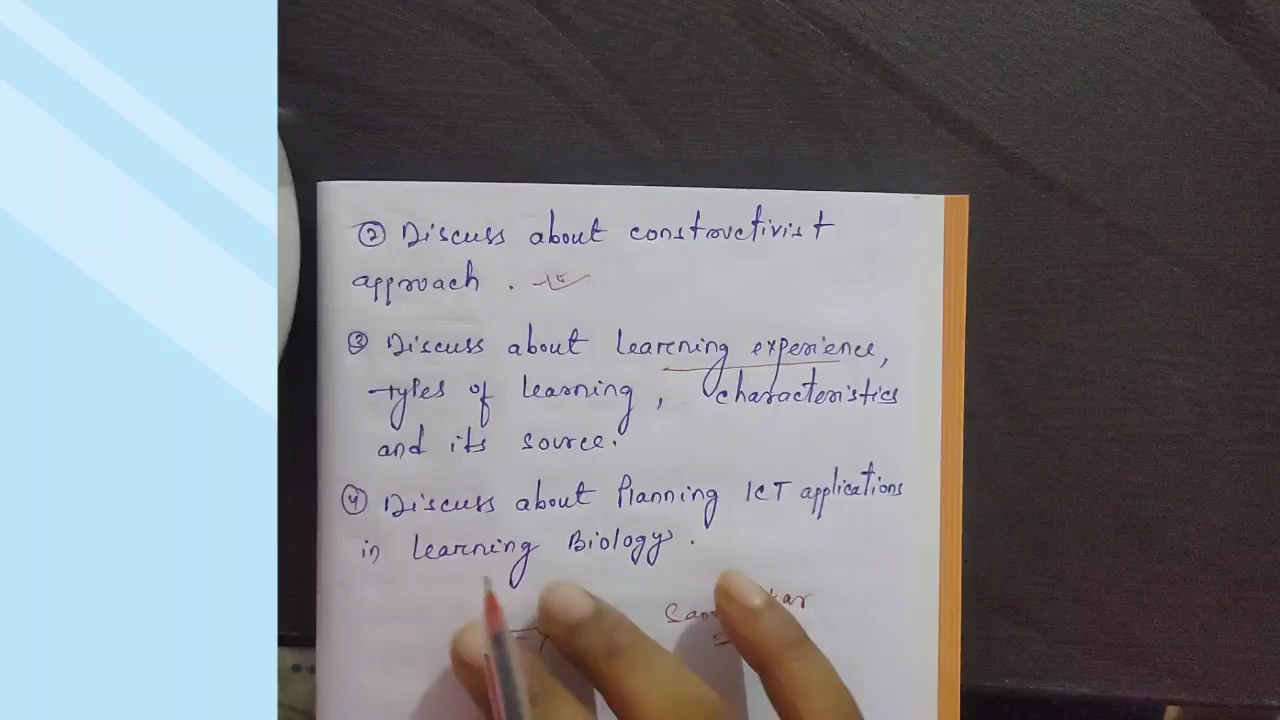 ② Discuss about constructivist
approach .
③ Discuss about learning experience,
types of learning , characteristics
and its source.
④ Discuss about Planning ICT applications
in learning Biology .